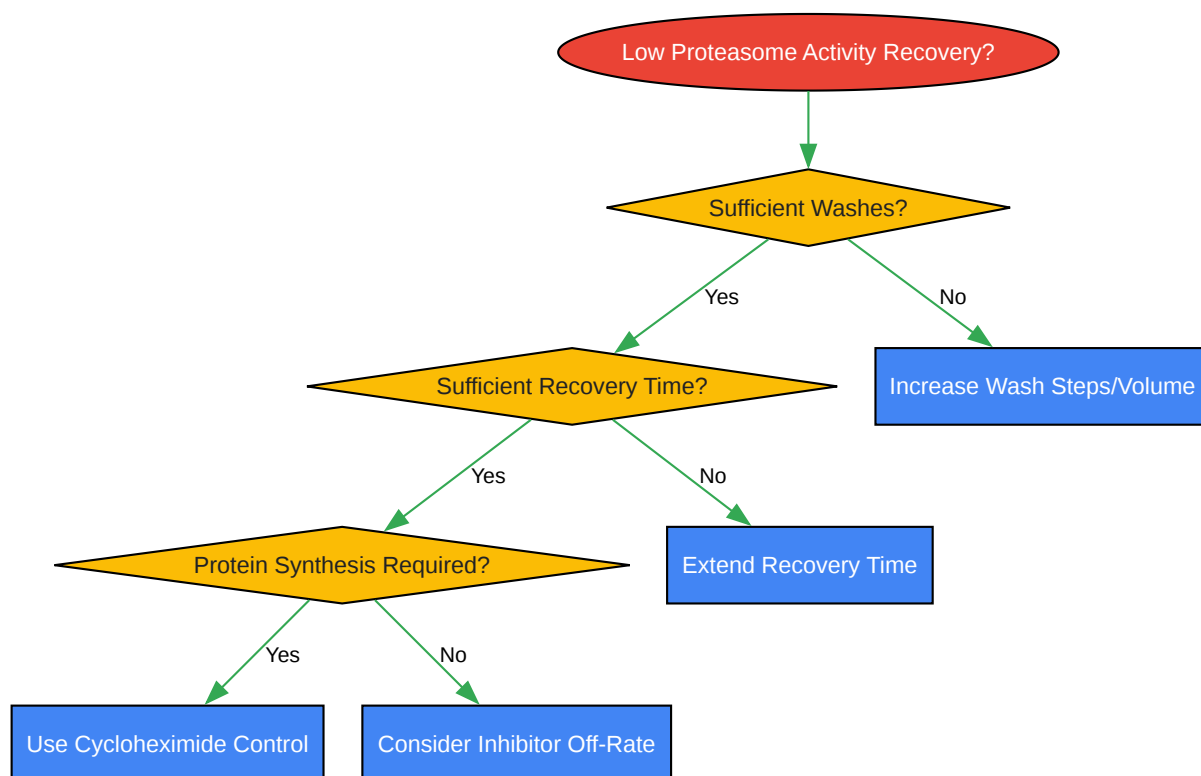 Low Proteasome Activity Recovery?
Sufficient Washes?
Yes
No
Sufficient Recovery Time?
Increase Wash Steps/Volume
Yes
No
Protein Synthesis Required?
Extend Recovery Time
Yes
No
Use Cycloheximide Control
Consider Inhibitor Off-Rate